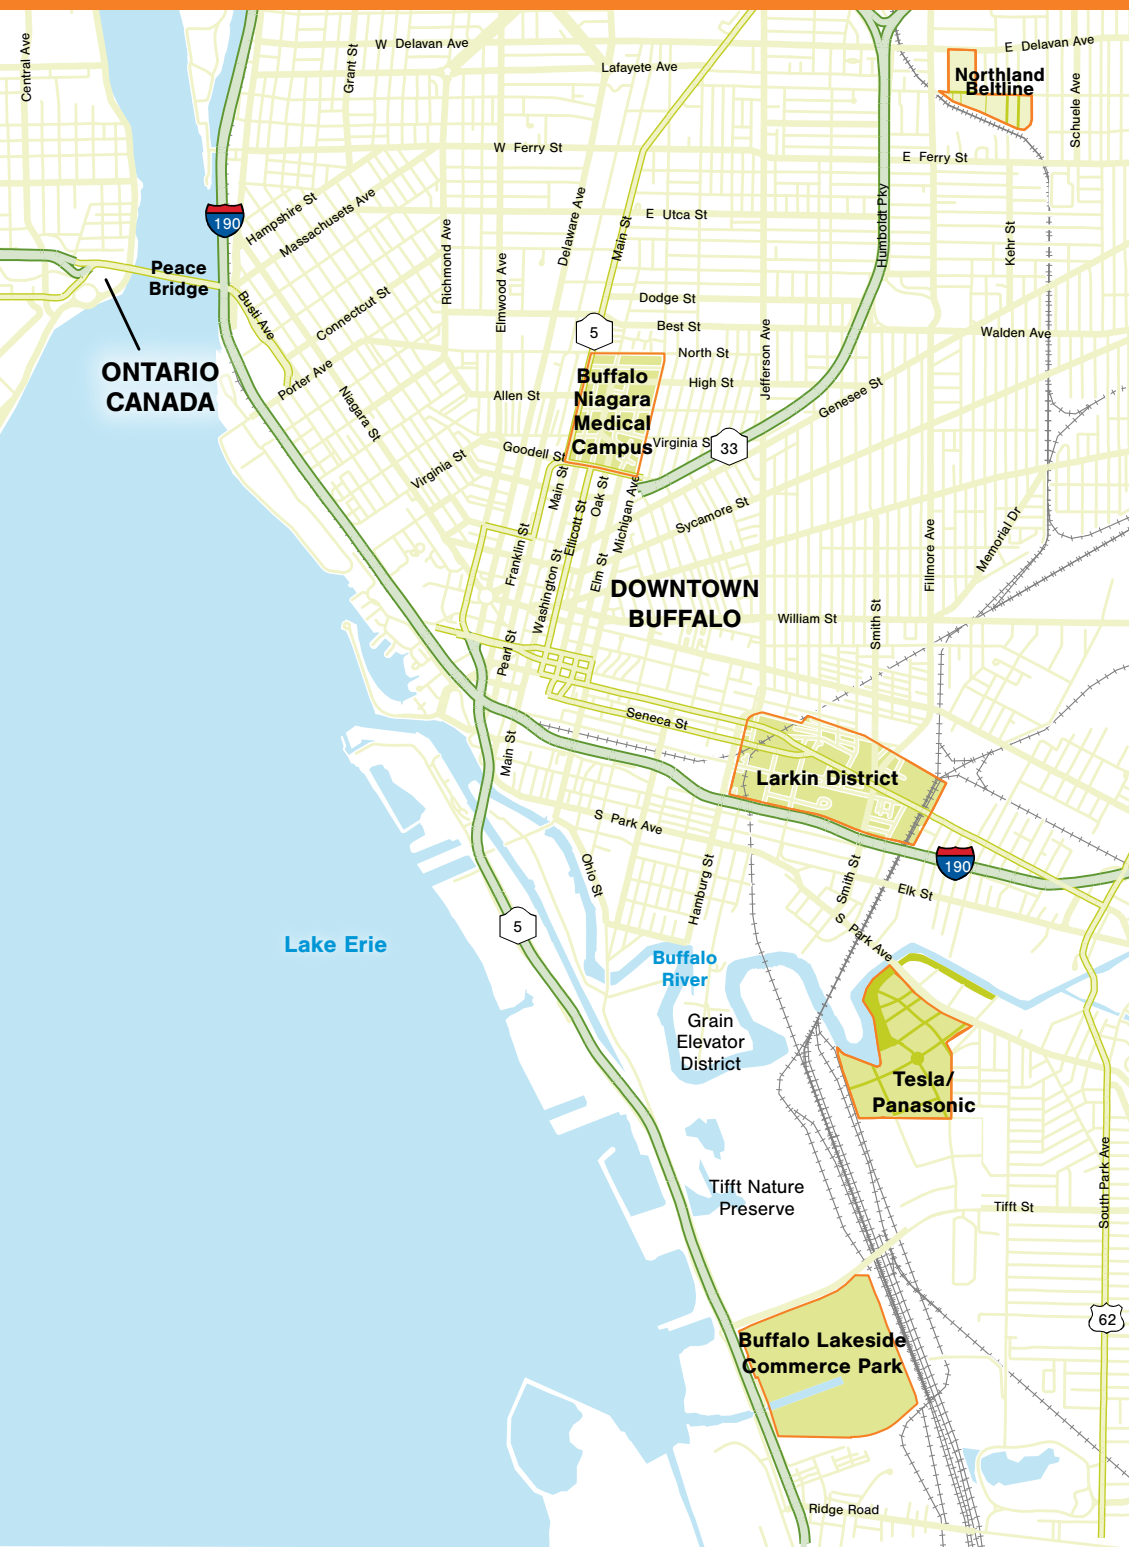 Central Ave
Grant St
W Delavan Ave
E Delavan Ave
Lafayete Ave
Northland
Beltline
Schuele Ave
W Ferry St
E Ferry St
Hampshire St
Massachusets Ave
190
Delaware Ave
Main St
E Utca St
Humboldt Pky
Kehr St
Richmond Ave
Elmwood Ave
Peace
Bridge
Busti Ave
Connectcut St
Dodge St
Best St
5
Walden Ave
North St
Jefferson Ave
ONTARIO
CANADA
Porter Ave
Niagara St
Allen St
Buffalo
Niagara
Medical
Campus
High St
Genesee St
Virginia S
33
Goodell St
Virginia St
Main St
Oak St
Ellicott St
Michigan Ave
Sycamore St
Franklin St
Washington St
Elm St
Fillmore Ave
Memorial Dr
DOWNTOWN
BUFFALO
William St
Smith St
Pearl St
Seneca St
Main St
Larkin District
S Park Ave
190
Ohio St
Hamburg St
Smith St
Elk St
S Park Ave
5
Lake Erie
Buffalo
River
Grain
Elevator
District
Tesla/
Panasonic
Tifft Nature
Preserve
South Park Ave
Tifft St
62
Buffalo Lakeside
Commerce Park
Ridge Road